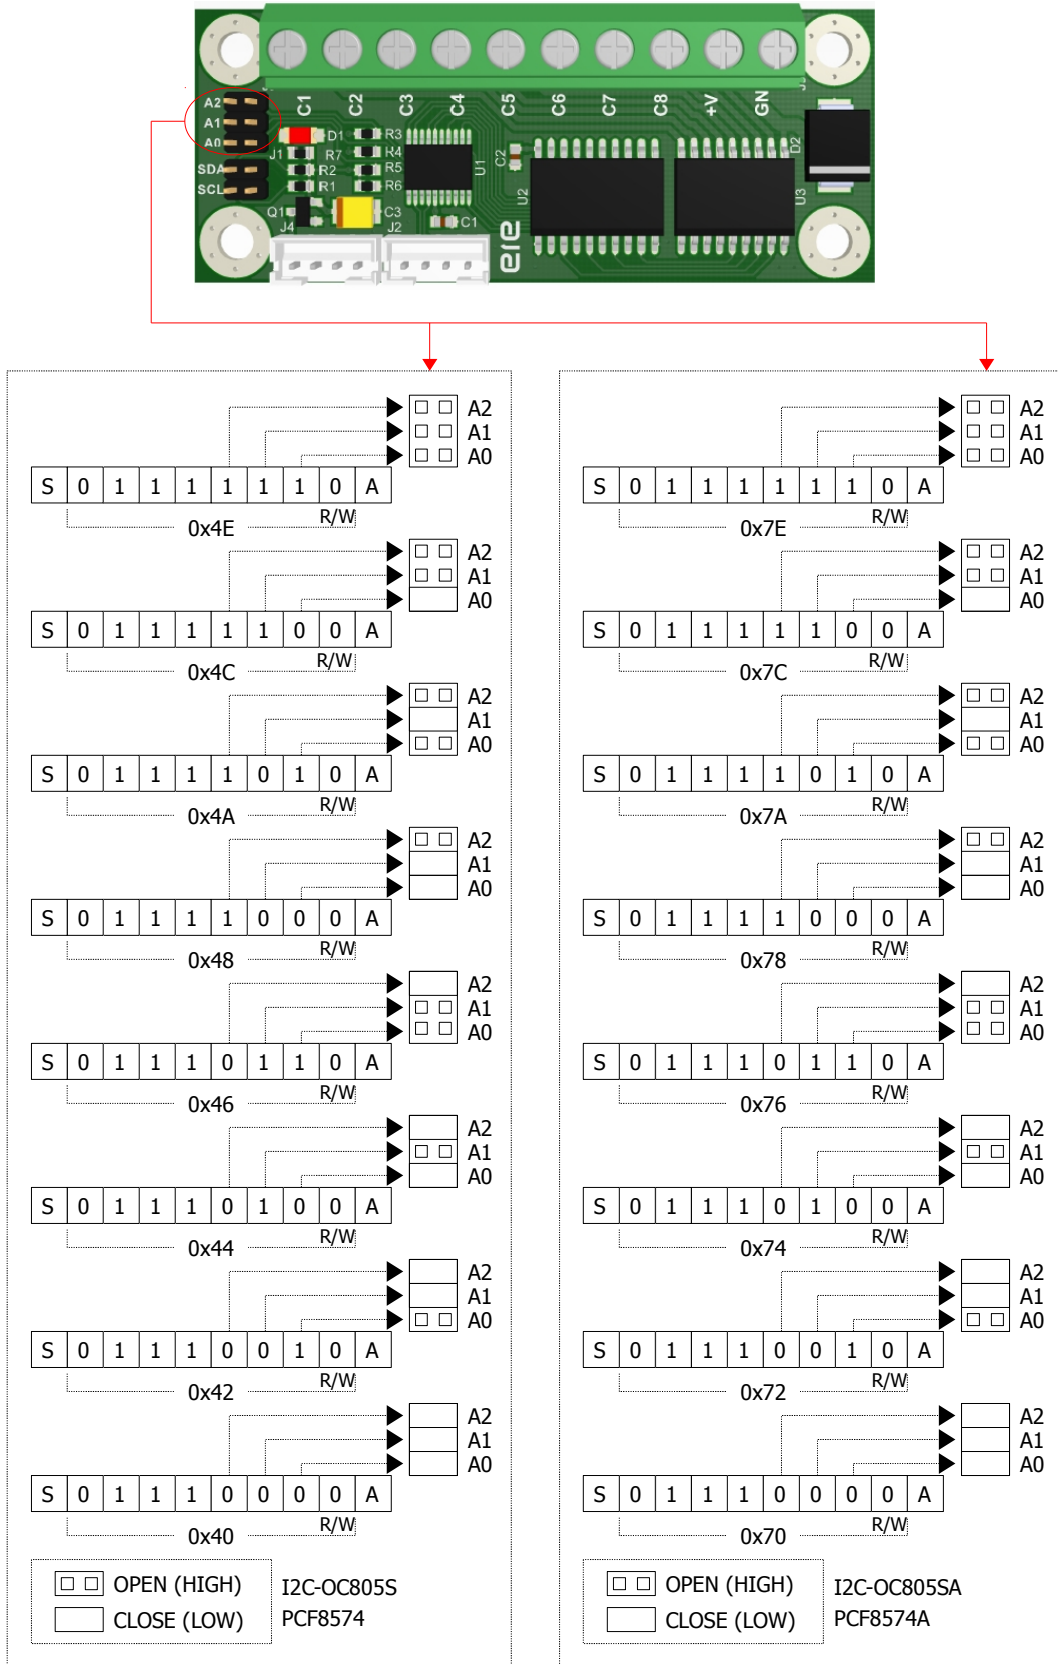 C1 C2 C3 C4 C5 C6 C7 C8 +V GN
A2
A1
A0
SDA
SCL
D1
J1 R7
R2
R1
R3
R4
R5
R6
Q1
J4
C3
J2
U1
C1
C2
U2
U3
D2
eie
A2
A1
A0
S 0 1 1 1 1 1 1 0 A
0x4E R/W
A2
A1
A0
S 0 1 1 1 1 1 0 0 A
0x4C R/W
A2
A1
A0
S 0 1 1 1 1 0 1 0 A
0x4A R/W
A2
A1
A0
S 0 1 1 1 1 0 0 0 A
0x48 R/W
A2
A1
A0
S 0 1 1 1 0 1 1 0 A
0x46 R/W
A2
A1
A0
S 0 1 1 1 0 1 0 0 A
0x44 R/W
A2
A1
A0
S 0 1 1 1 0 0 1 0 A
0x42 R/W
A2
A1
A0
S 0 1 1 1 0 0 0 0 A
0x40 R/W
OPEN (HIGH)
CLOSE (LOW)
I2C-OC805S
PCF8574
A2
A1
A0
S 0 1 1 1 1 1 1 0 A
0x7E R/W
A2
A1
A0
S 0 1 1 1 1 1 0 0 A
0x7C R/W
A2
A1
A0
S 0 1 1 1 1 0 1 0 A
0x7A R/W
A2
A1
A0
S 0 1 1 1 1 0 0 0 A
0x78 R/W
A2
A1
A0
S 0 1 1 1 0 1 1 0 A
0x76 R/W
A2
A1
A0
S 0 1 1 1 0 1 0 0 A
0x74 R/W
A2
A1
A0
S 0 1 1 1 0 0 1 0 A
0x72 R/W
A2
A1
A0
S 0 1 1 1 0 0 0 0 A
0x70 R/W
OPEN (HIGH)
CLOSE (LOW)
I2C-OC805SA
PCF8574A